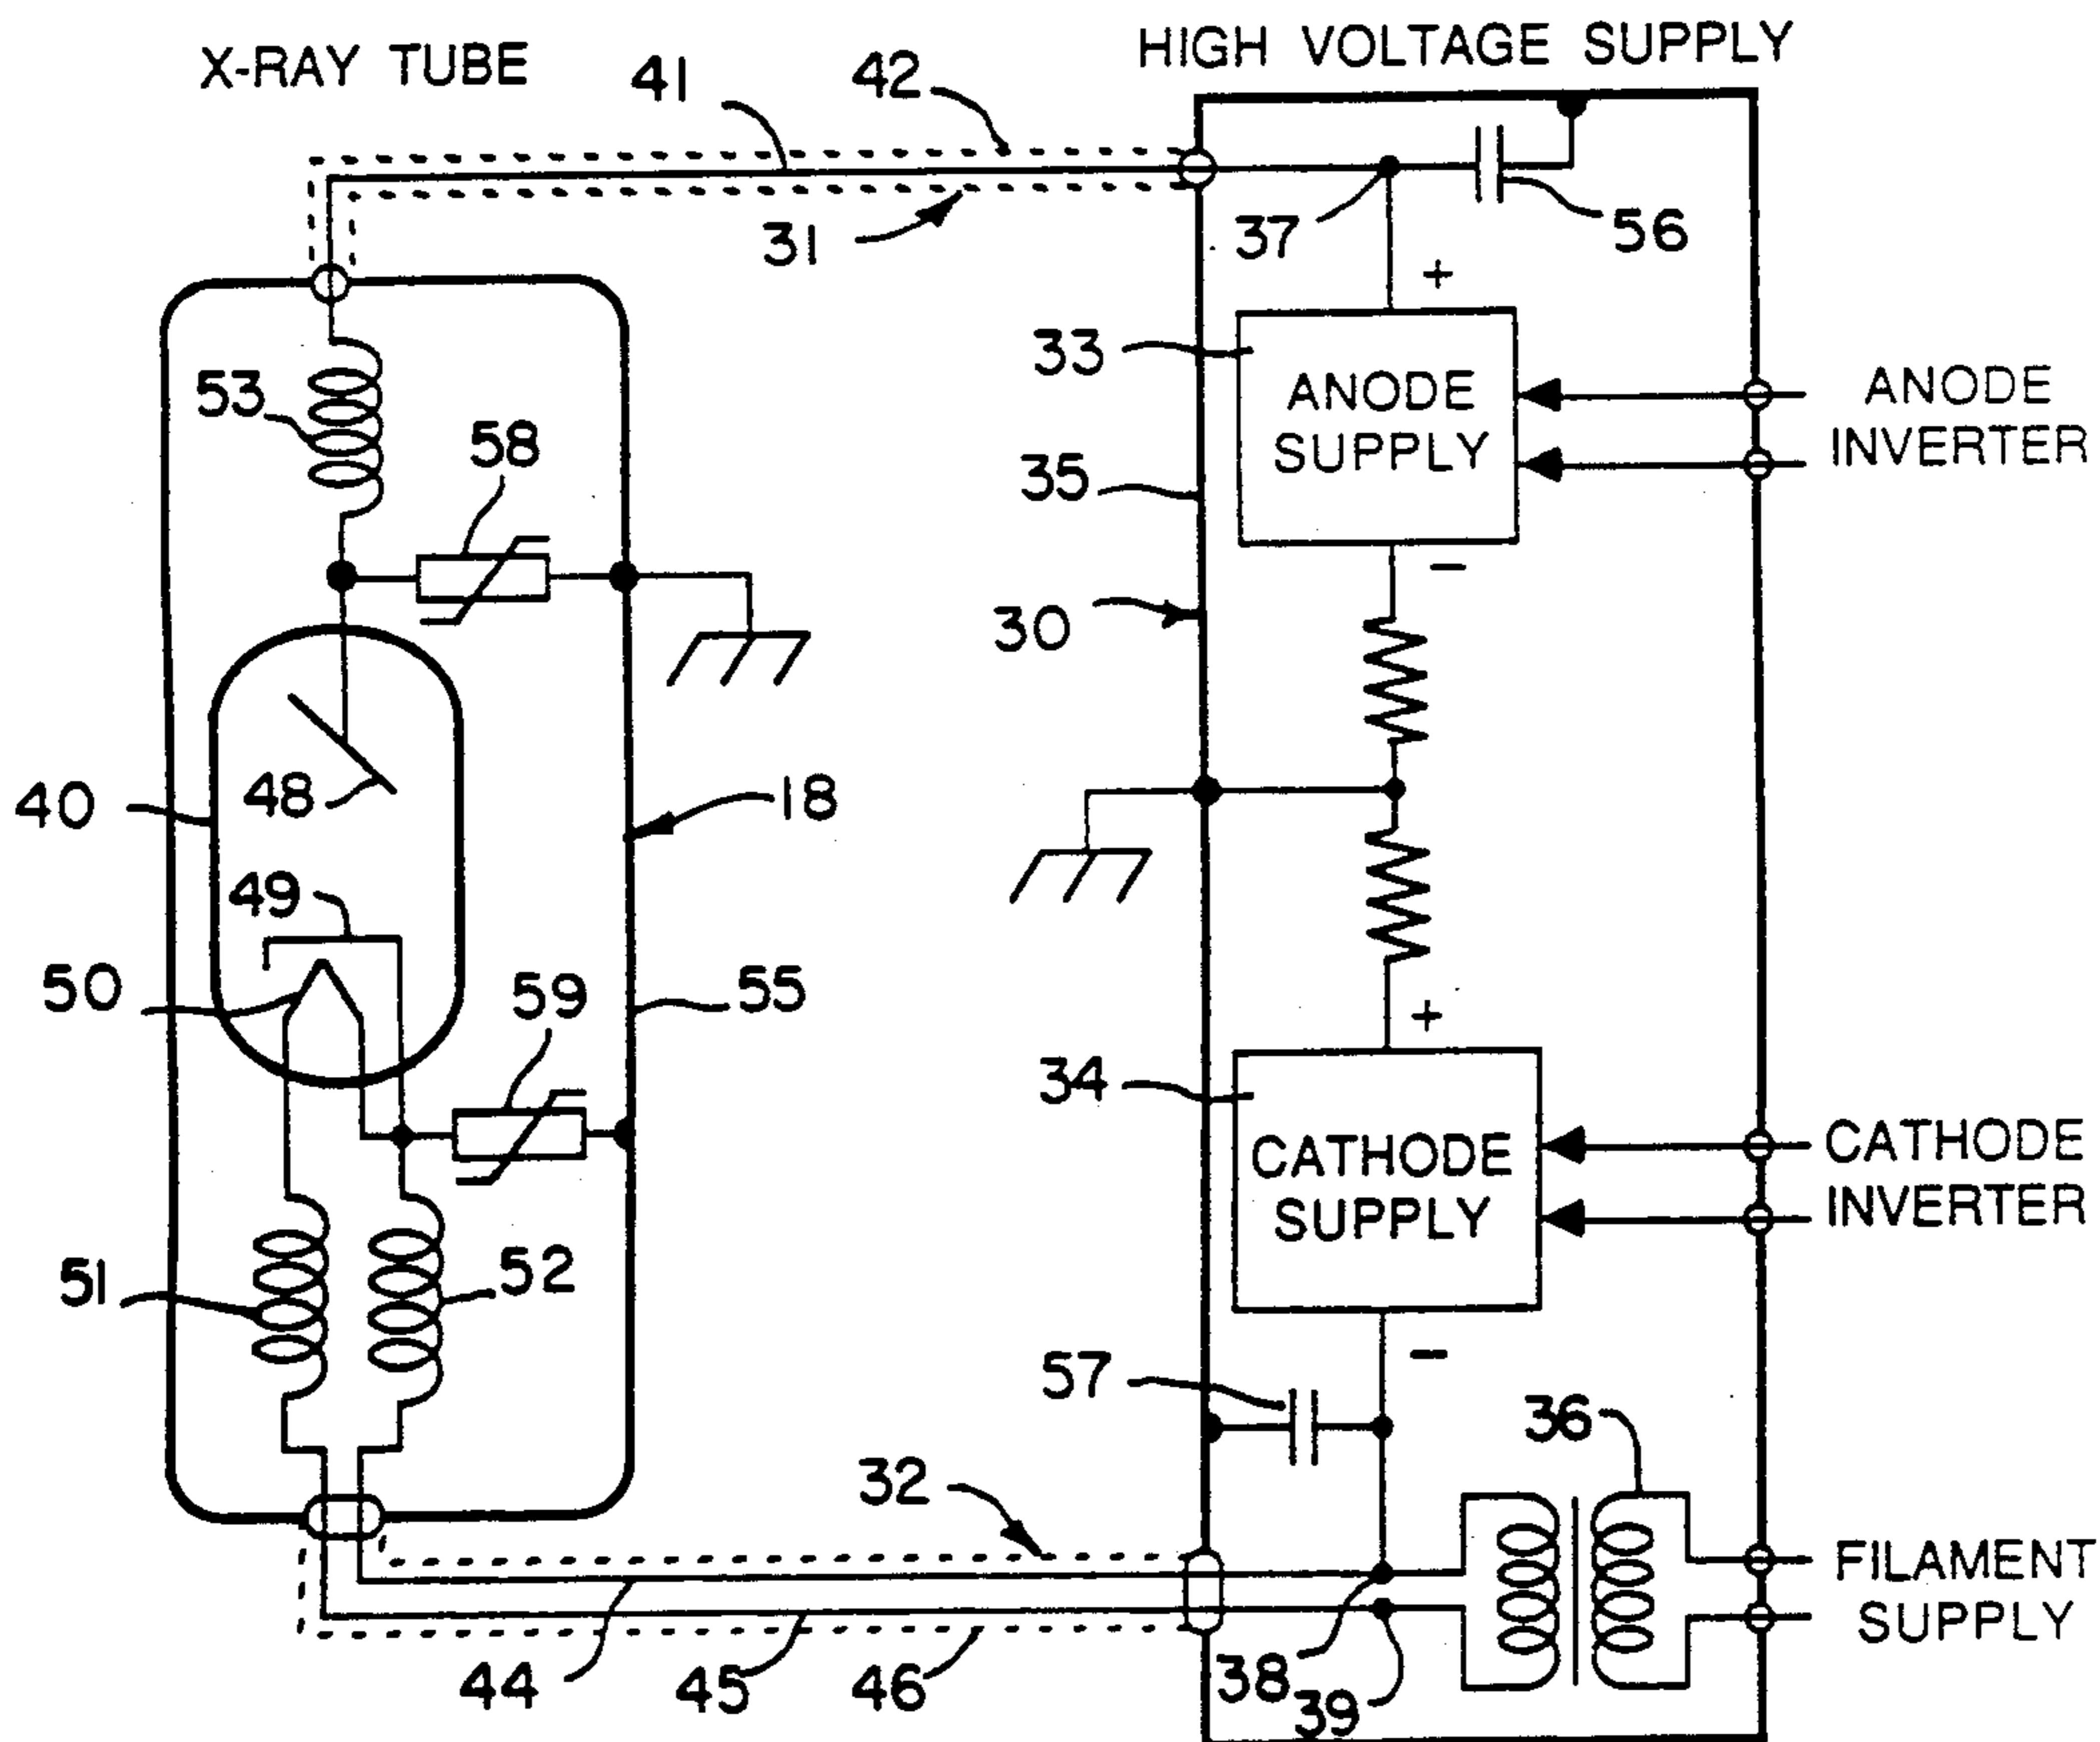 X-RAY TUBE
HIGH VOLTAGE SUPPLY
41
42
31
37
56
+
33
ANODE
SUPPLY
ANODE
INVERTER
53
58
35
−
30
40
48
18
49
50
59
55
+
34
CATHODE
SUPPLY
CATHODE
INVERTER
51
52
57
−
36
32
FILAMENT
SUPPLY
44
45
46
38
39